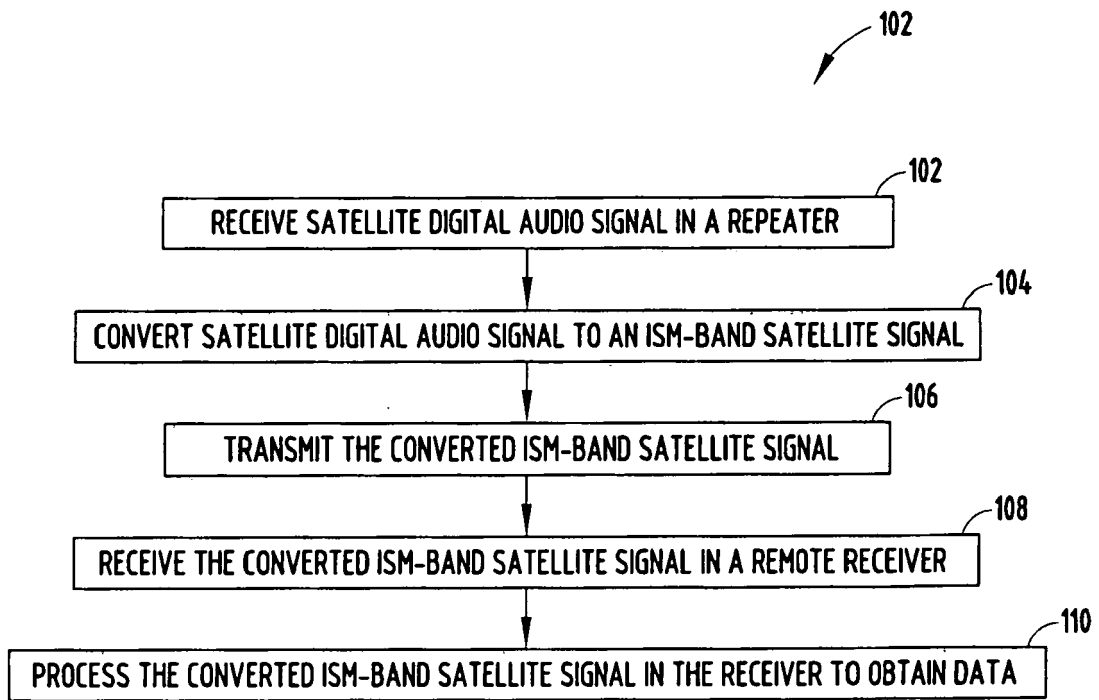 102
102
RECEIVE SATELLITE DIGITAL AUDIO SIGNAL IN A REPEATER
104
CONVERT SATELLITE DIGITAL AUDIO SIGNAL TO AN ISM-BAND SATELLITE SIGNAL
106
TRANSMIT THE CONVERTED ISM-BAND SATELLITE SIGNAL
108
RECEIVE THE CONVERTED ISM-BAND SATELLITE SIGNAL IN A REMOTE RECEIVER
110
PROCESS THE CONVERTED ISM-BAND SATELLITE SIGNAL IN THE RECEIVER TO OBTAIN DATA